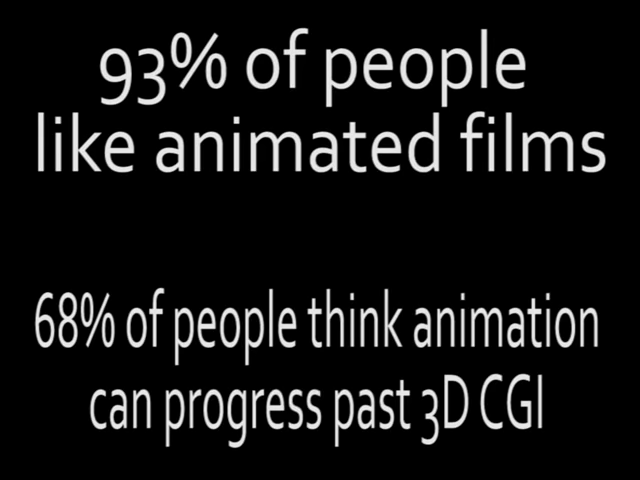 93% of people
like animated films
68% of people think animation
can progress past 3D CGI